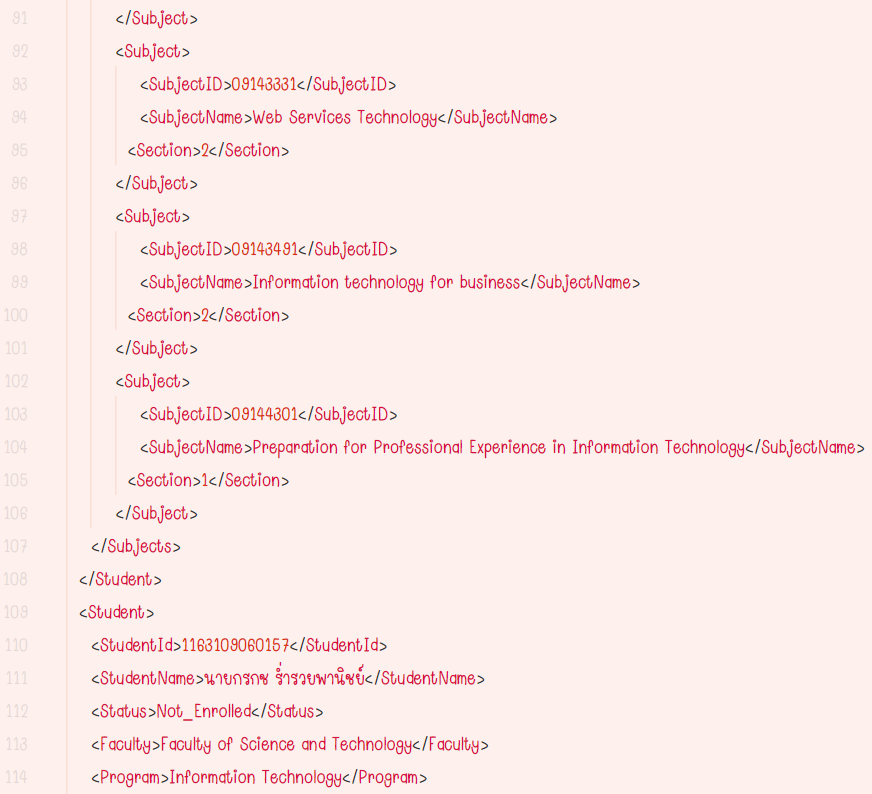 91 </Subject>
92 <Subject>
93 <SubjectID>09143331</SubjectID>
94 <SubjectName>Web Services Technology</SubjectName>
95 <Section>2</Section>
96 </Subject>
97 <Subject>
98 <SubjectID>09143491</SubjectID>
99 <SubjectName>Information technology for business</SubjectName>
100 <Section>2</Section>
101 </Subject>
102 <Subject>
103 <SubjectID>09144301</SubjectID>
104 <SubjectName>Preparation for Professional Experience in Information Technology</SubjectName>
105 <Section>1</Section>
106 </Subject>
107 </Subjects>
108 </Student>
109 <Student>
110 <StudentId>1163109060157</StudentId>
111 <StudentName>นายกรกช ร่ำรวยพานิชย์</StudentName>
112 <Status>Not_Enrolled</Status>
113 <Faculty>Faculty of Science and Technology</Faculty>
114 <Program>Information Technology</Program>